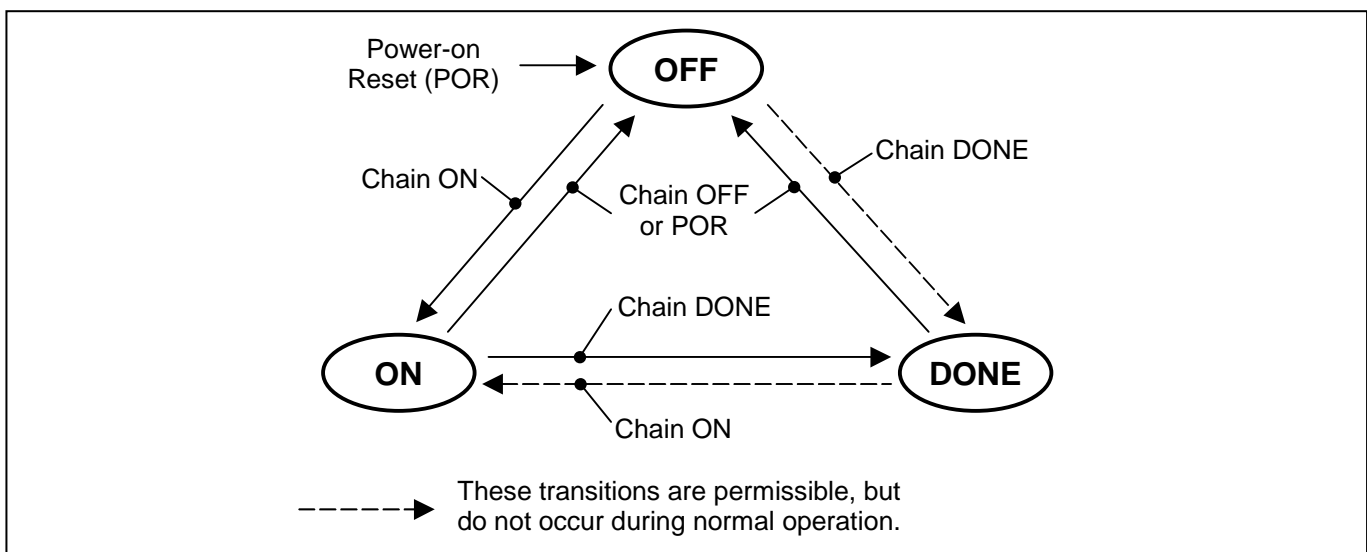 Power-on
Reset (POR)
OFF
Chain ON
Chain OFF
or POR
Chain DONE
Chain DONE
ON
DONE
Chain ON
These transitions are permissible, but
do not occur during normal operation.